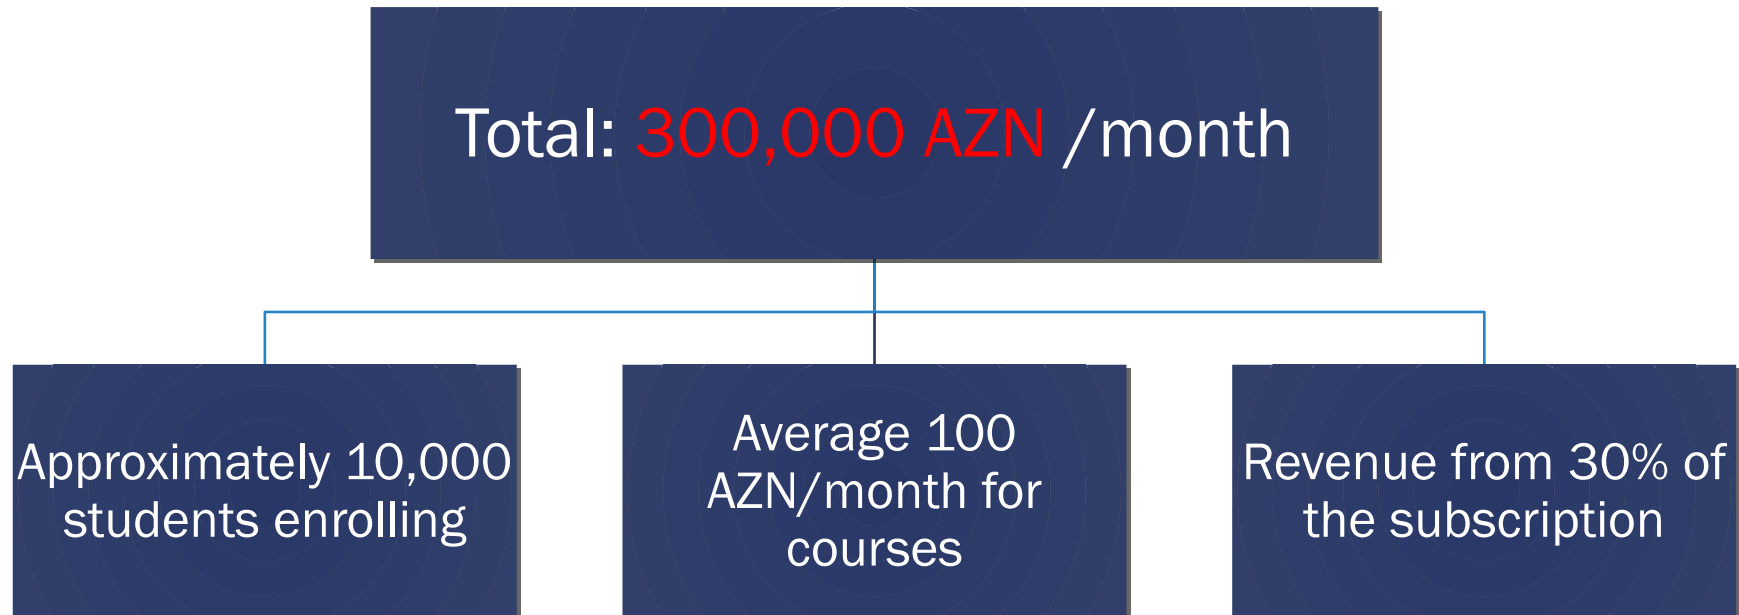 Total: 300,000 AZN /month
Approximately 10,000
students enrolling
Average 100
AZN/month for
courses
Revenue from 30% of
the subscription